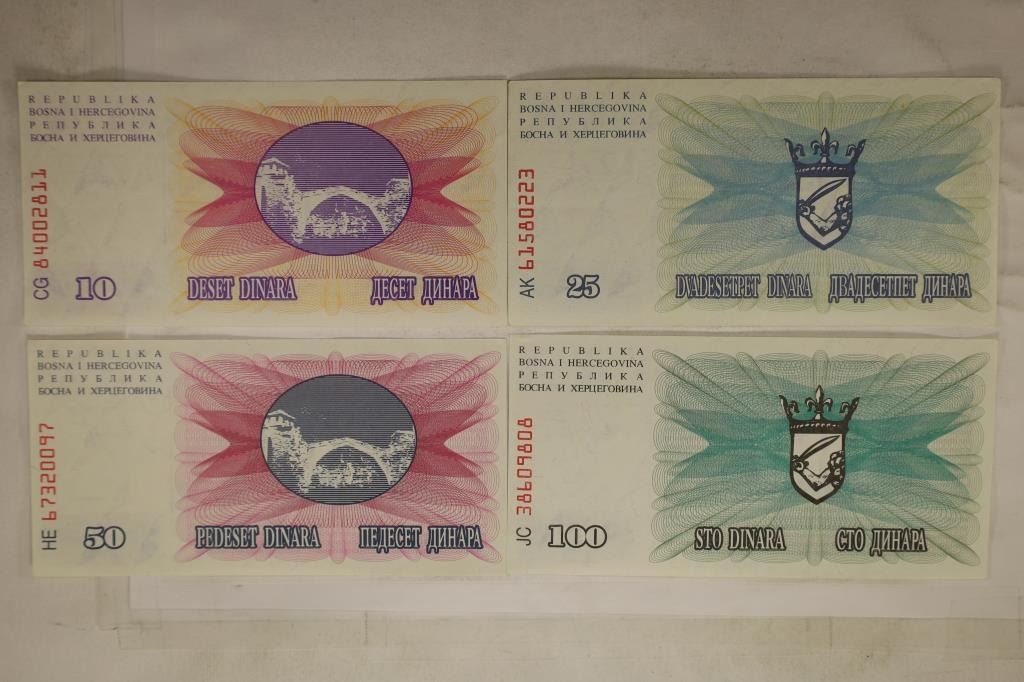 REPUBLIKA
BOSNA I HERCEGOVINA
РЕПУБЛИКА
БОСНА И ХЕРЦЕГОВИНА
CG 84002811
10
DESET DINARA
ДЕСЕТ ДИНАРА
REPUBLIKA
BOSNA I HERCEGOVINA
РЕПУБЛИКА
БОСНА И ХЕРЦЕГОВИНА
AK 61580223
25
DVADESETPET DINARA
ДВАДЕСЕТПЕТ ДИНАРА
REPUBLIKA
BOSNA I HERCEGOVINA
РЕПУБЛИКА
БОСНА И ХЕРЦЕГОВИНА
HE 67320097
50
PEDESET DINARA
ПЕДЕСЕТ ДИНАРА
REPUBLIKA
BOSNA I HERCEGOVINA
РЕПУБЛИКА
БОСНА И ХЕРЦЕГОВИНА
JC 38609808
100
STO DINARA
СТО ДИНАРА